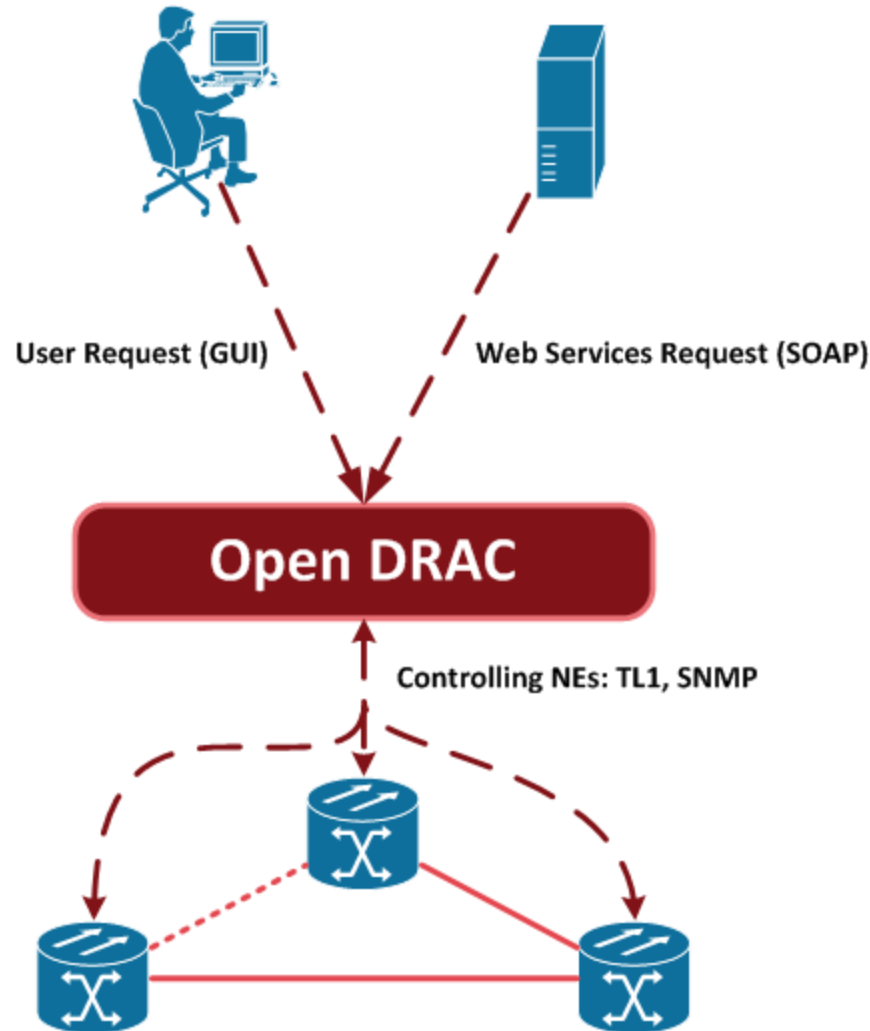 User Request (GUI)
Web Services Request (SOAP)
Open DRAC
Controlling NEs: TL1, SNMP